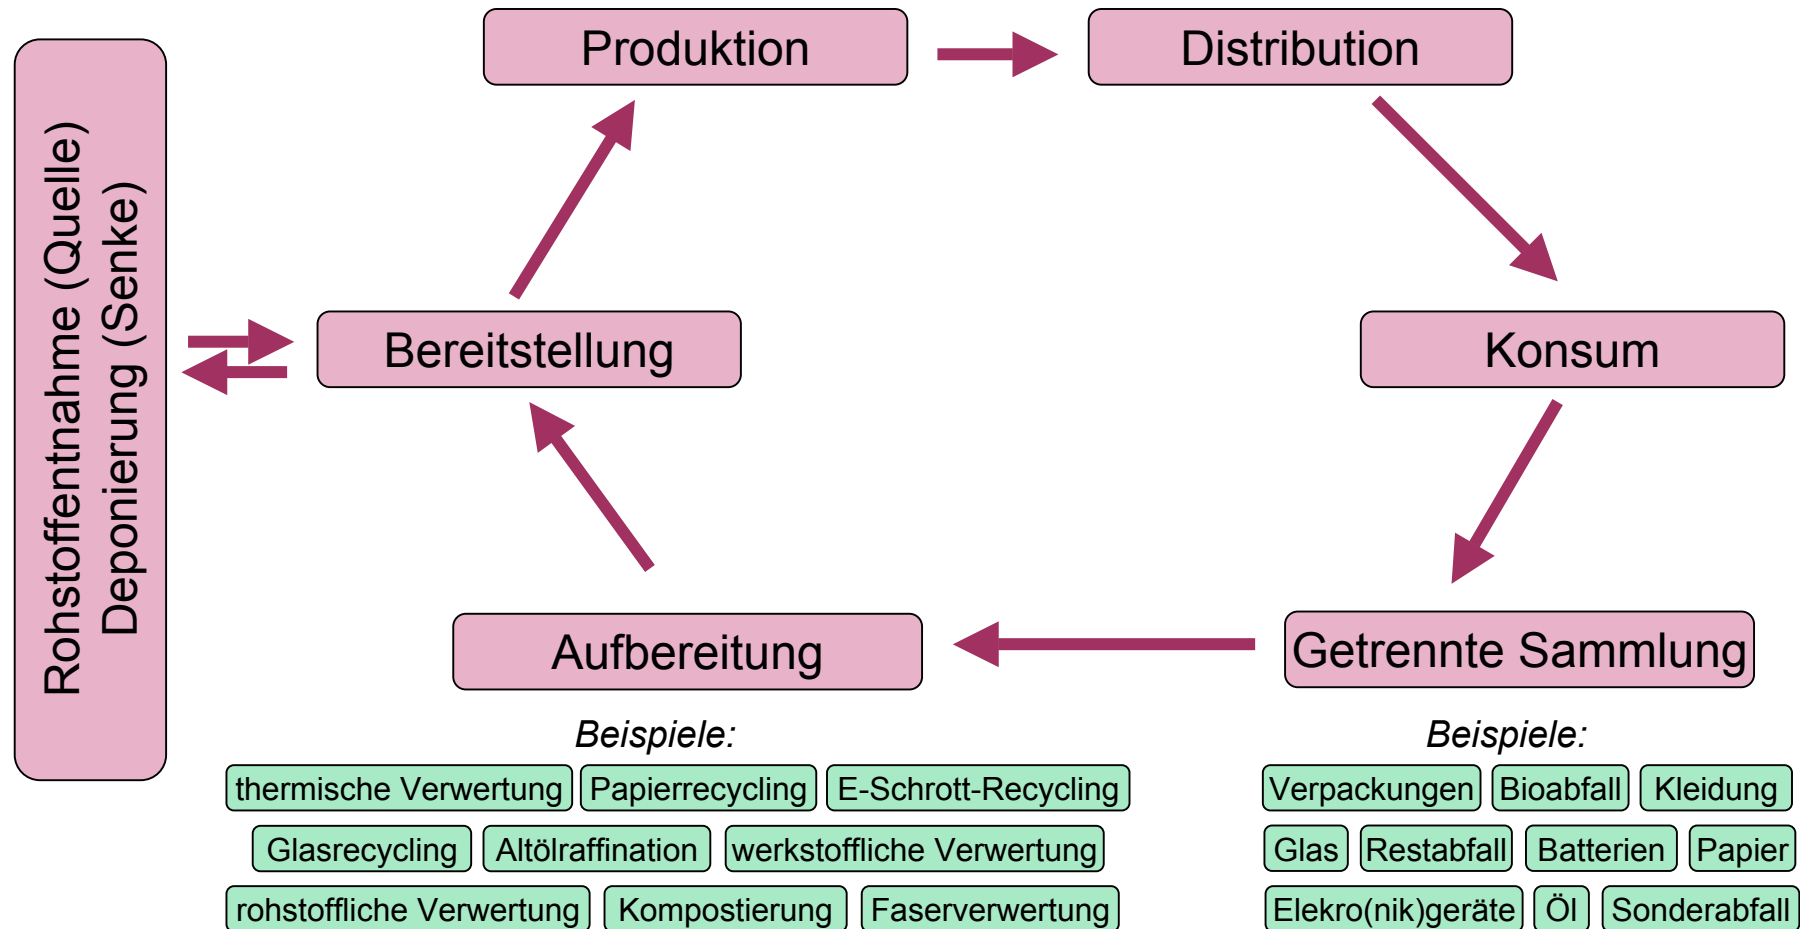 Rohstoffentnahme (Quelle)
Deponierung (Senke)
Produktion
Distribution
Bereitstellung
Konsum
Aufbereitung
Getrennte Sammlung
Beispiele:
thermische Verwertung
Papierrecycling
E-Schrott-Recycling
Glasrecycling
Altölraffination
werkstoffliche Verwertung
rohstoffliche Verwertung
Kompostierung
Faserverwertung
Beispiele:
Verpackungen
Bioabfall
Kleidung
Glas
Restabfall
Batterien
Papier
Elekro(nik)geräte
Öl
Sonderabfall